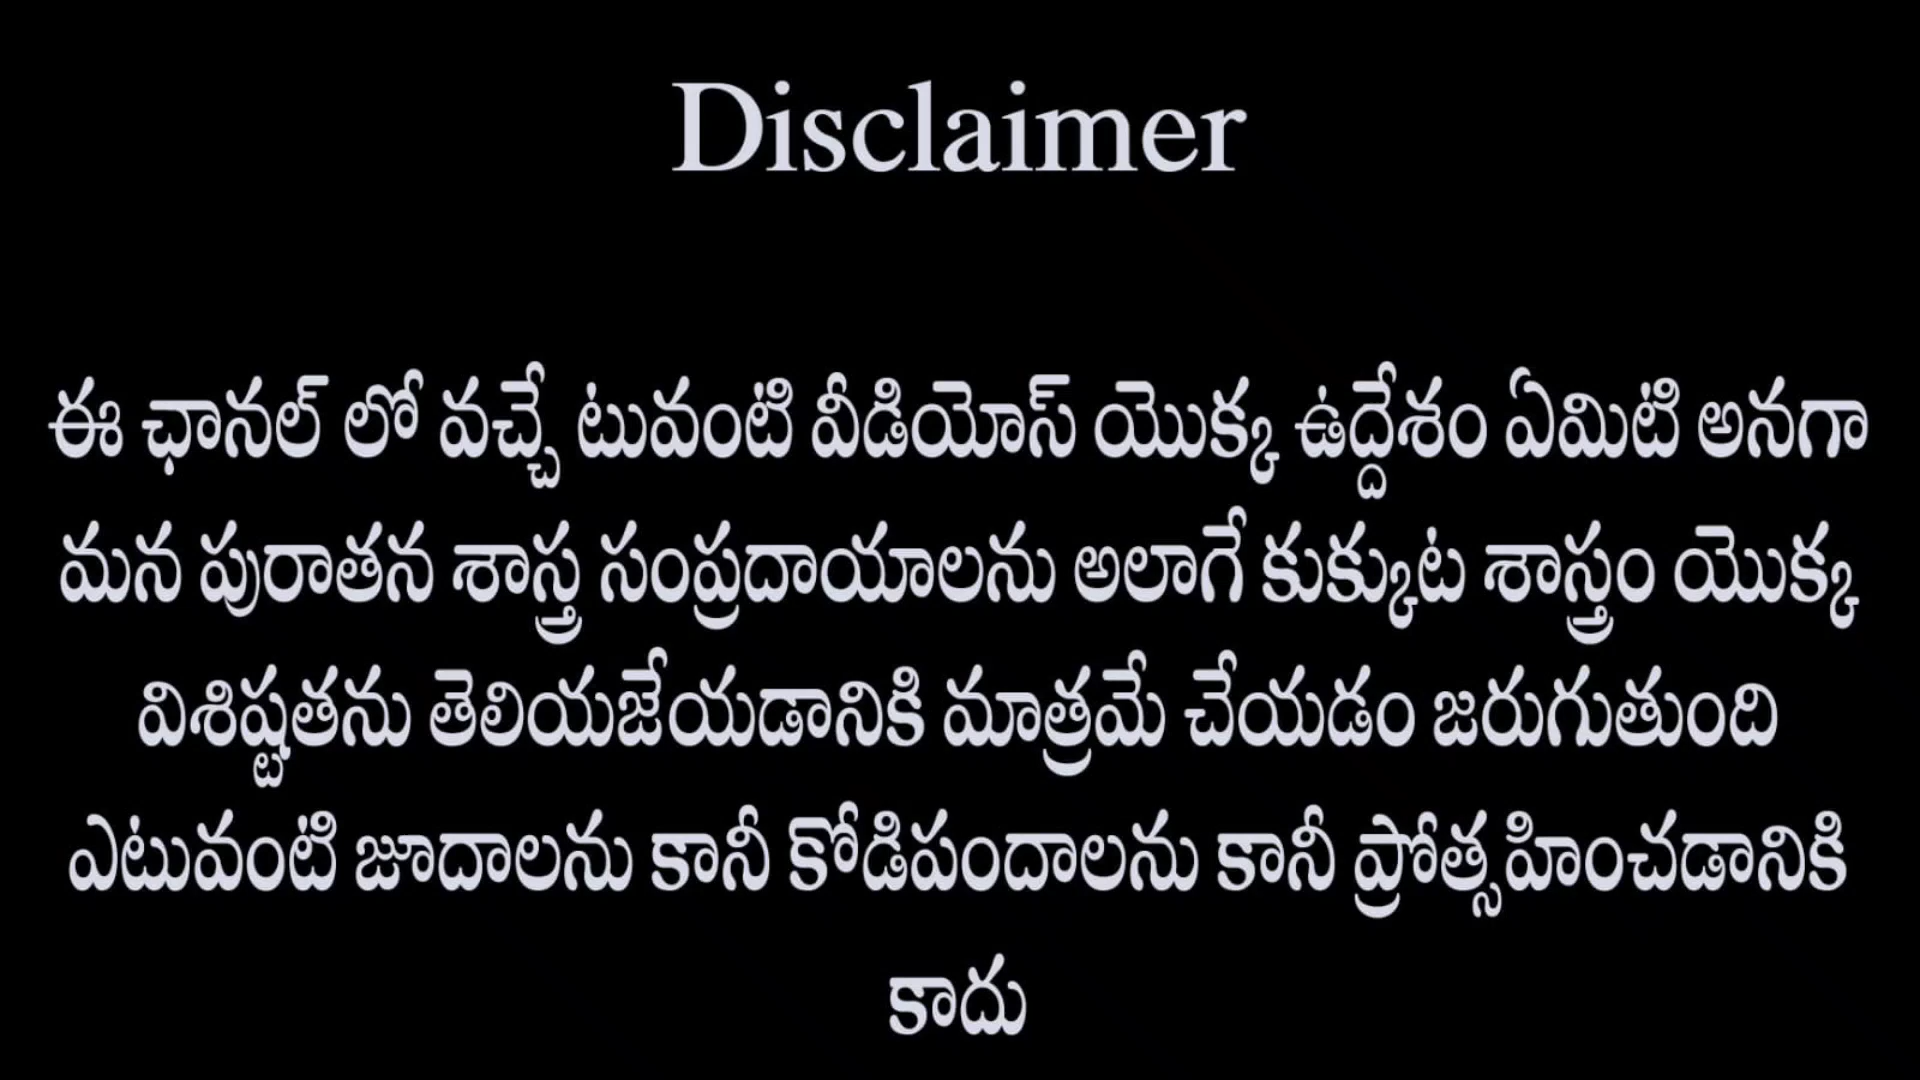 Disclaimer
ఈ ఛానల్ లో వచ్చే టువంటి వీడియోస్ యొక్క ఉద్దేశం ఏమిటి అనగా
మన పురాతన శాస్త్ర సంప్రదాయాలను అలాగే కుక్కుట శాస్త్రం యొక్క
విశిష్టతను తెలియజేయడానికి మాత్రమే చేయడం జరుగుతుంది
ఎటువంటి జూదాలను కానీ కోడిపందాలను కానీ ప్రోత్సహించడానికి
కాదు